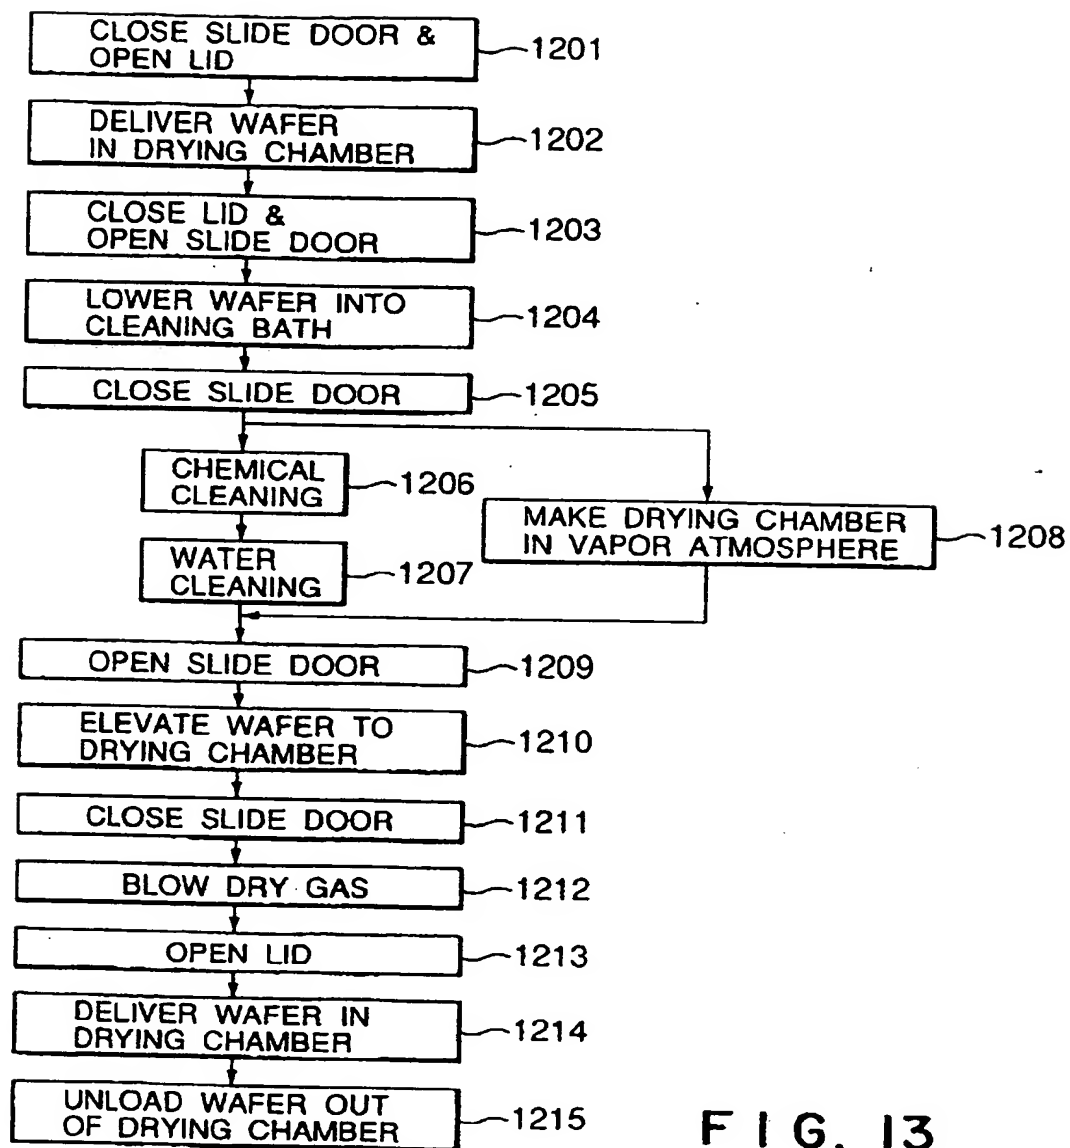 CLOSE SLIDE DOOR &
OPEN LID
1201
DELIVER WAFER
IN DRYING CHAMBER
1202
CLOSE LID &
OPEN SLIDE DOOR
1203
LOWER WAFER INTO
CLEANING BATH
1204
CLOSE SLIDE DOOR
1205
CHEMICAL
CLEANING
1206
WATER
CLEANING
1207
MAKE DRYING CHAMBER
IN VAPOR ATMOSPHERE
1208
OPEN SLIDE DOOR
1209
ELEVATE WAFER TO
DRYING CHAMBER
1210
CLOSE SLIDE DOOR
1211
BLOW DRY GAS
1212
OPEN LID
1213
DELIVER WAFER IN
DRYING CHAMBER
1214
UNLOAD WAFER OUT
OF DRYING CHAMBER
1215
FIG. 13